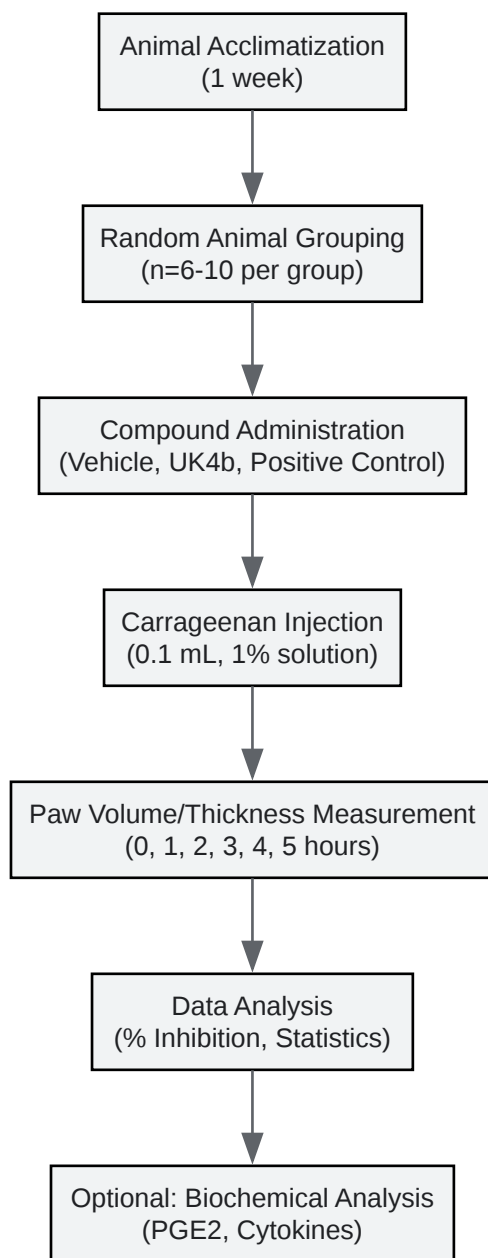 Animal Acclimatization
(1 week)
Random Animal Grouping
(n=6-10 per group)
Compound Administration
(Vehicle, UK4b, Positive Control)
Carrageenan Injection
(0.1 mL, 1% solution)
Paw Volume/Thickness Measurement
(0, 1, 2, 3, 4, 5 hours)
Data Analysis
(% Inhibition, Statistics)
Optional: Biochemical Analysis
(PGE2, Cytokines)